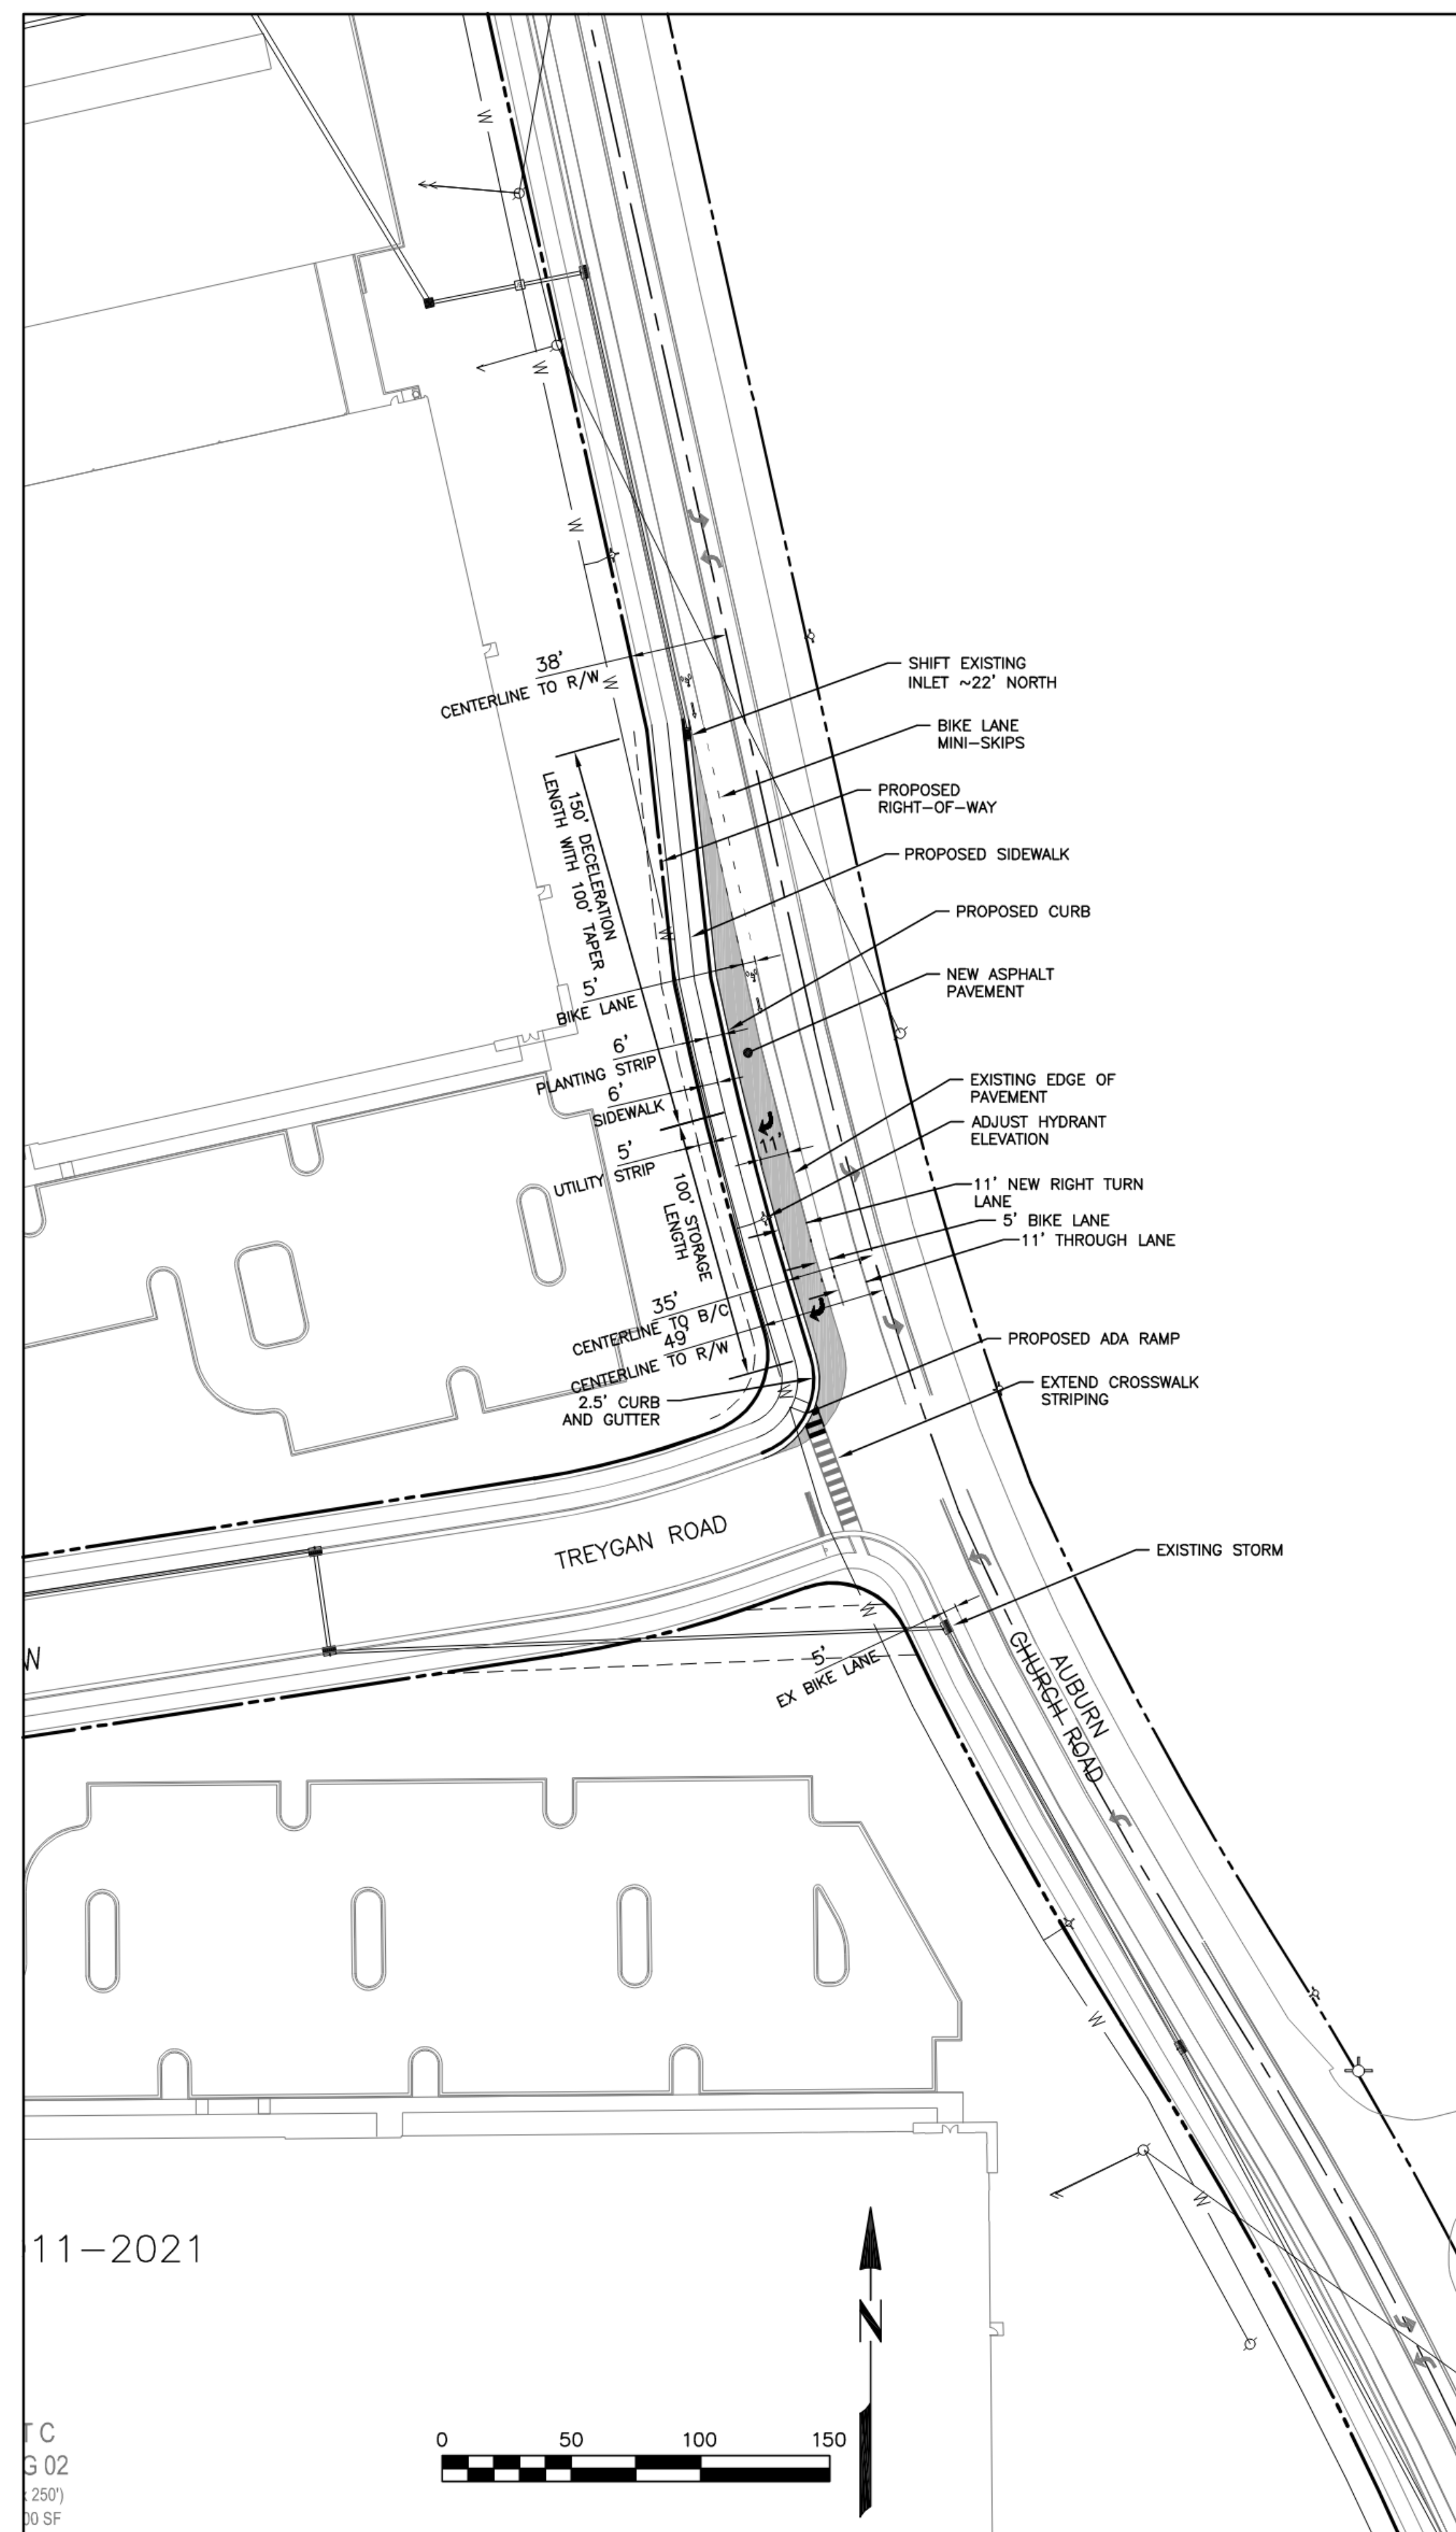 W
W
W
38'
CENTERLINE TO R/W
W
SHIFT EXISTING
INLET ~22' NORTH
BIKE LANE
MINI-SKIPS
PROPOSED
RIGHT-OF-WAY
150' DECELERATION
LENGTH WITH 100' TAPER
PROPOSED SIDEWALK
W
PROPOSED CURB
5'
BIKE LANE
NEW ASPHALT
PAVEMENT
6'
PLANTING STRIP
6'
SIDEWALK
EXISTING EDGE OF
PAVEMENT
11'
ADJUST HYDRANT
ELEVATION
5'
UTILITY STRIP
100' STORAGE
LENGTH
11' NEW RIGHT TURN
LANE
5' BIKE LANE
11' THROUGH LANE
35'
CENTERLINE TO B/C
49'
CENTERLINE TO R/W
PROPOSED ADA RAMP
2.5' CURB
AND GUTTER
W
EXTEND CROSSWALK
STRIPING
TREYGAN ROAD
EXISTING STORM
W
W
5'
EX BIKE LANE
AUBURN
CHURCH ROAD
W
W
11-2021
N
0 50 100 150
T C
G 02
250')
00 SF